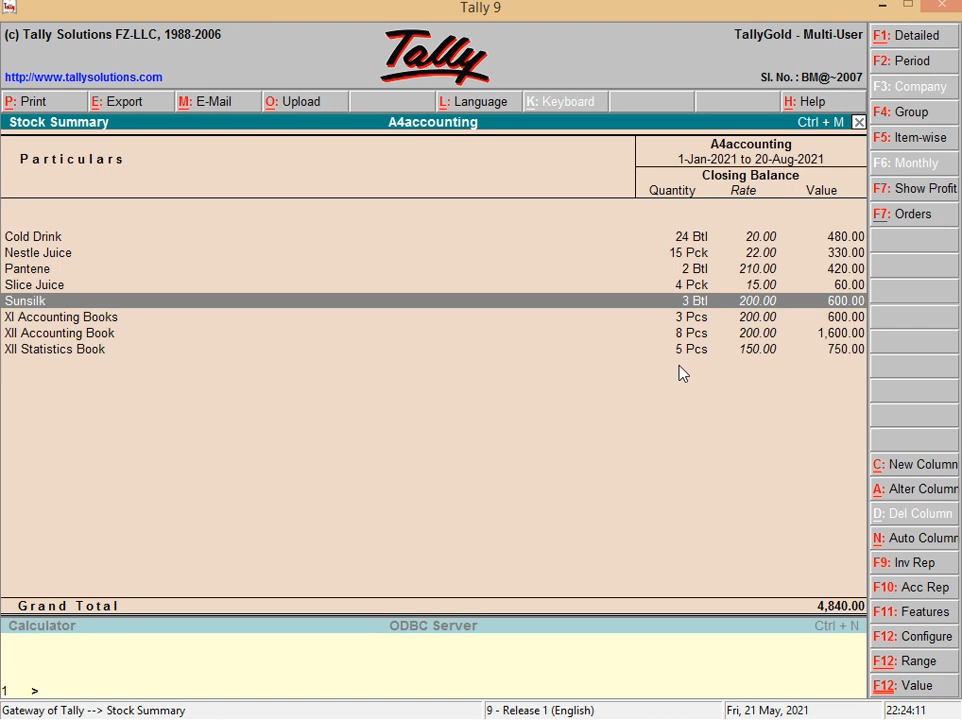 Tally 9
(c) Tally Solutions FZ-LLC, 1988-2006
TallyGold - Multi-User
Tally
http://www.tallysolutions.com
Sl. No. : BM@~2007
P: Print E: Export M: E-Mail O: Upload L: Language K: Keyboard H: Help
Stock Summary A4accounting Ctrl + M
Particulars
A4accounting
1-Jan-2021 to 20-Aug-2021
Closing Balance
Quantity Rate Value
Cold Drink 24 Btl 20.00 480.00
Nestle Juice 15 Pck 22.00 330.00
Pantene 2 Btl 210.00 420.00
Slice Juice 4 Pck 15.00 60.00
Sunsilk 3 Btl 200.00 600.00
XI Accounting Books 3 Pcs 200.00 600.00
XII Accounting Book 8 Pcs 200.00 1,600.00
XII Statistics Book 5 Pcs 150.00 750.00
Grand Total 4,840.00
Calculator ODBC Server Ctrl + N
1 >
Gateway of Tally --> Stock Summary 9 - Release 1 (English) Fri, 21 May, 2021 22:24:11
F1: Detailed
F2: Period
F3: Company
F4: Group
F5: Item-wise
F6: Monthly
F7: Show Profit
F7: Orders
C: New Column
A: Alter Column
D: Del Column
N: Auto Column
F9: Inv Rep
F10: Acc Rep
F11: Features
F12: Configure
F12: Range
F12: Value